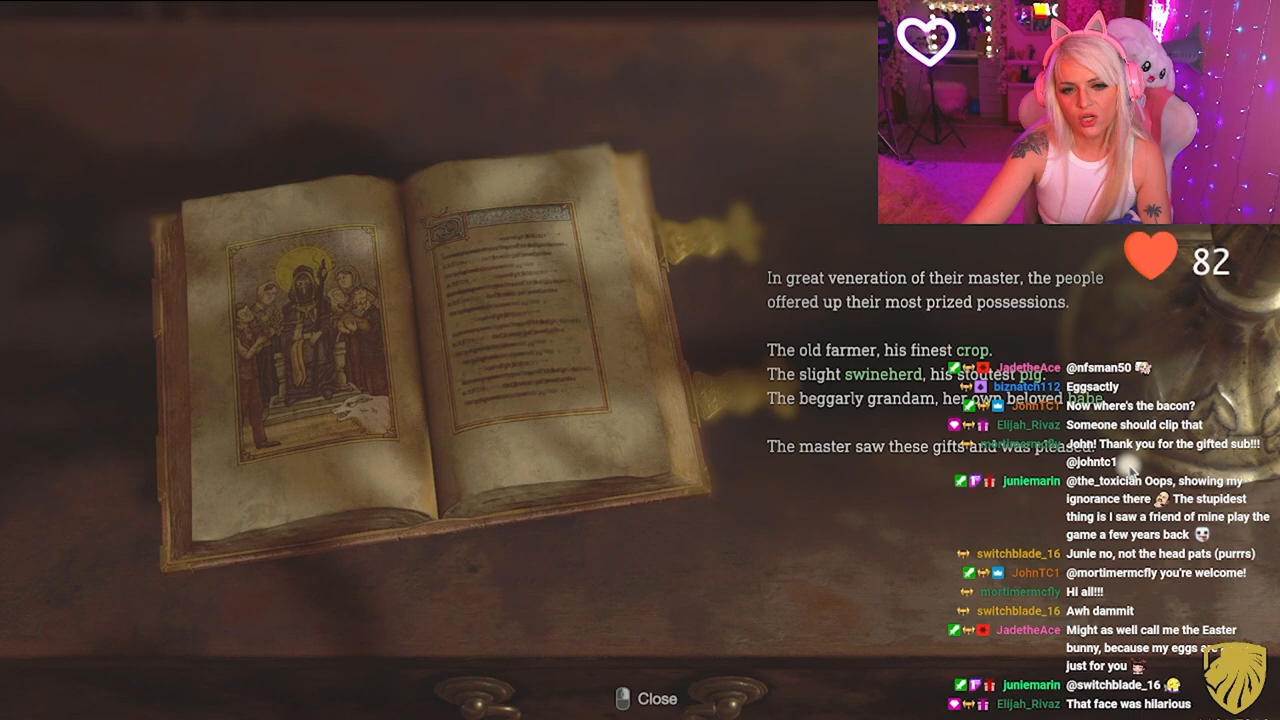 82
In great veneration of their master, the people
offered up their most prized possessions.
The old farmer, his finest crop.
The slight swineherd, his stoutest pig.
The beggarly grandam, her own beloved babe.
The master saw these gifts and was pleased.
JadetheAce @nfsman50
biznatch112 Eggsactly
JohnTC1 Now where's the bacon?
Elijah_Rivaz Someone should clip that
mortimermcfly John! Thank you for the gifted sub!!!
@johntc1
juniemarin @the_toxician Oops, showing my
ignorance there The stupidest
thing is I saw a friend of mine play the
game a few years back
switchblade_16 Junie no, not the head pats (purrrs)
JohnTC1 @mortimermcfly you're welcome!
mortimermcfly Hi all!!!
switchblade_16 Awh dammit
JadetheAce Might as well call me the Easter
bunny, because my eggs are
just for you
juniemarin @switchblade_16
Elijah_Rivaz That face was hilarious
Close